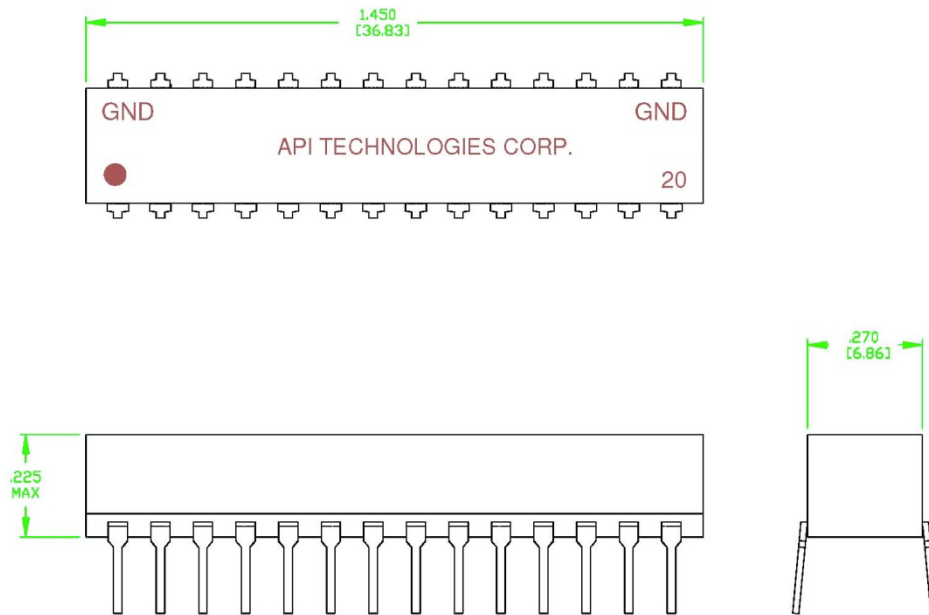 1.450
[36.83]
GND GND
API TECHNOLOGIES CORP.
20
.270
[6.86]
.225
MAX